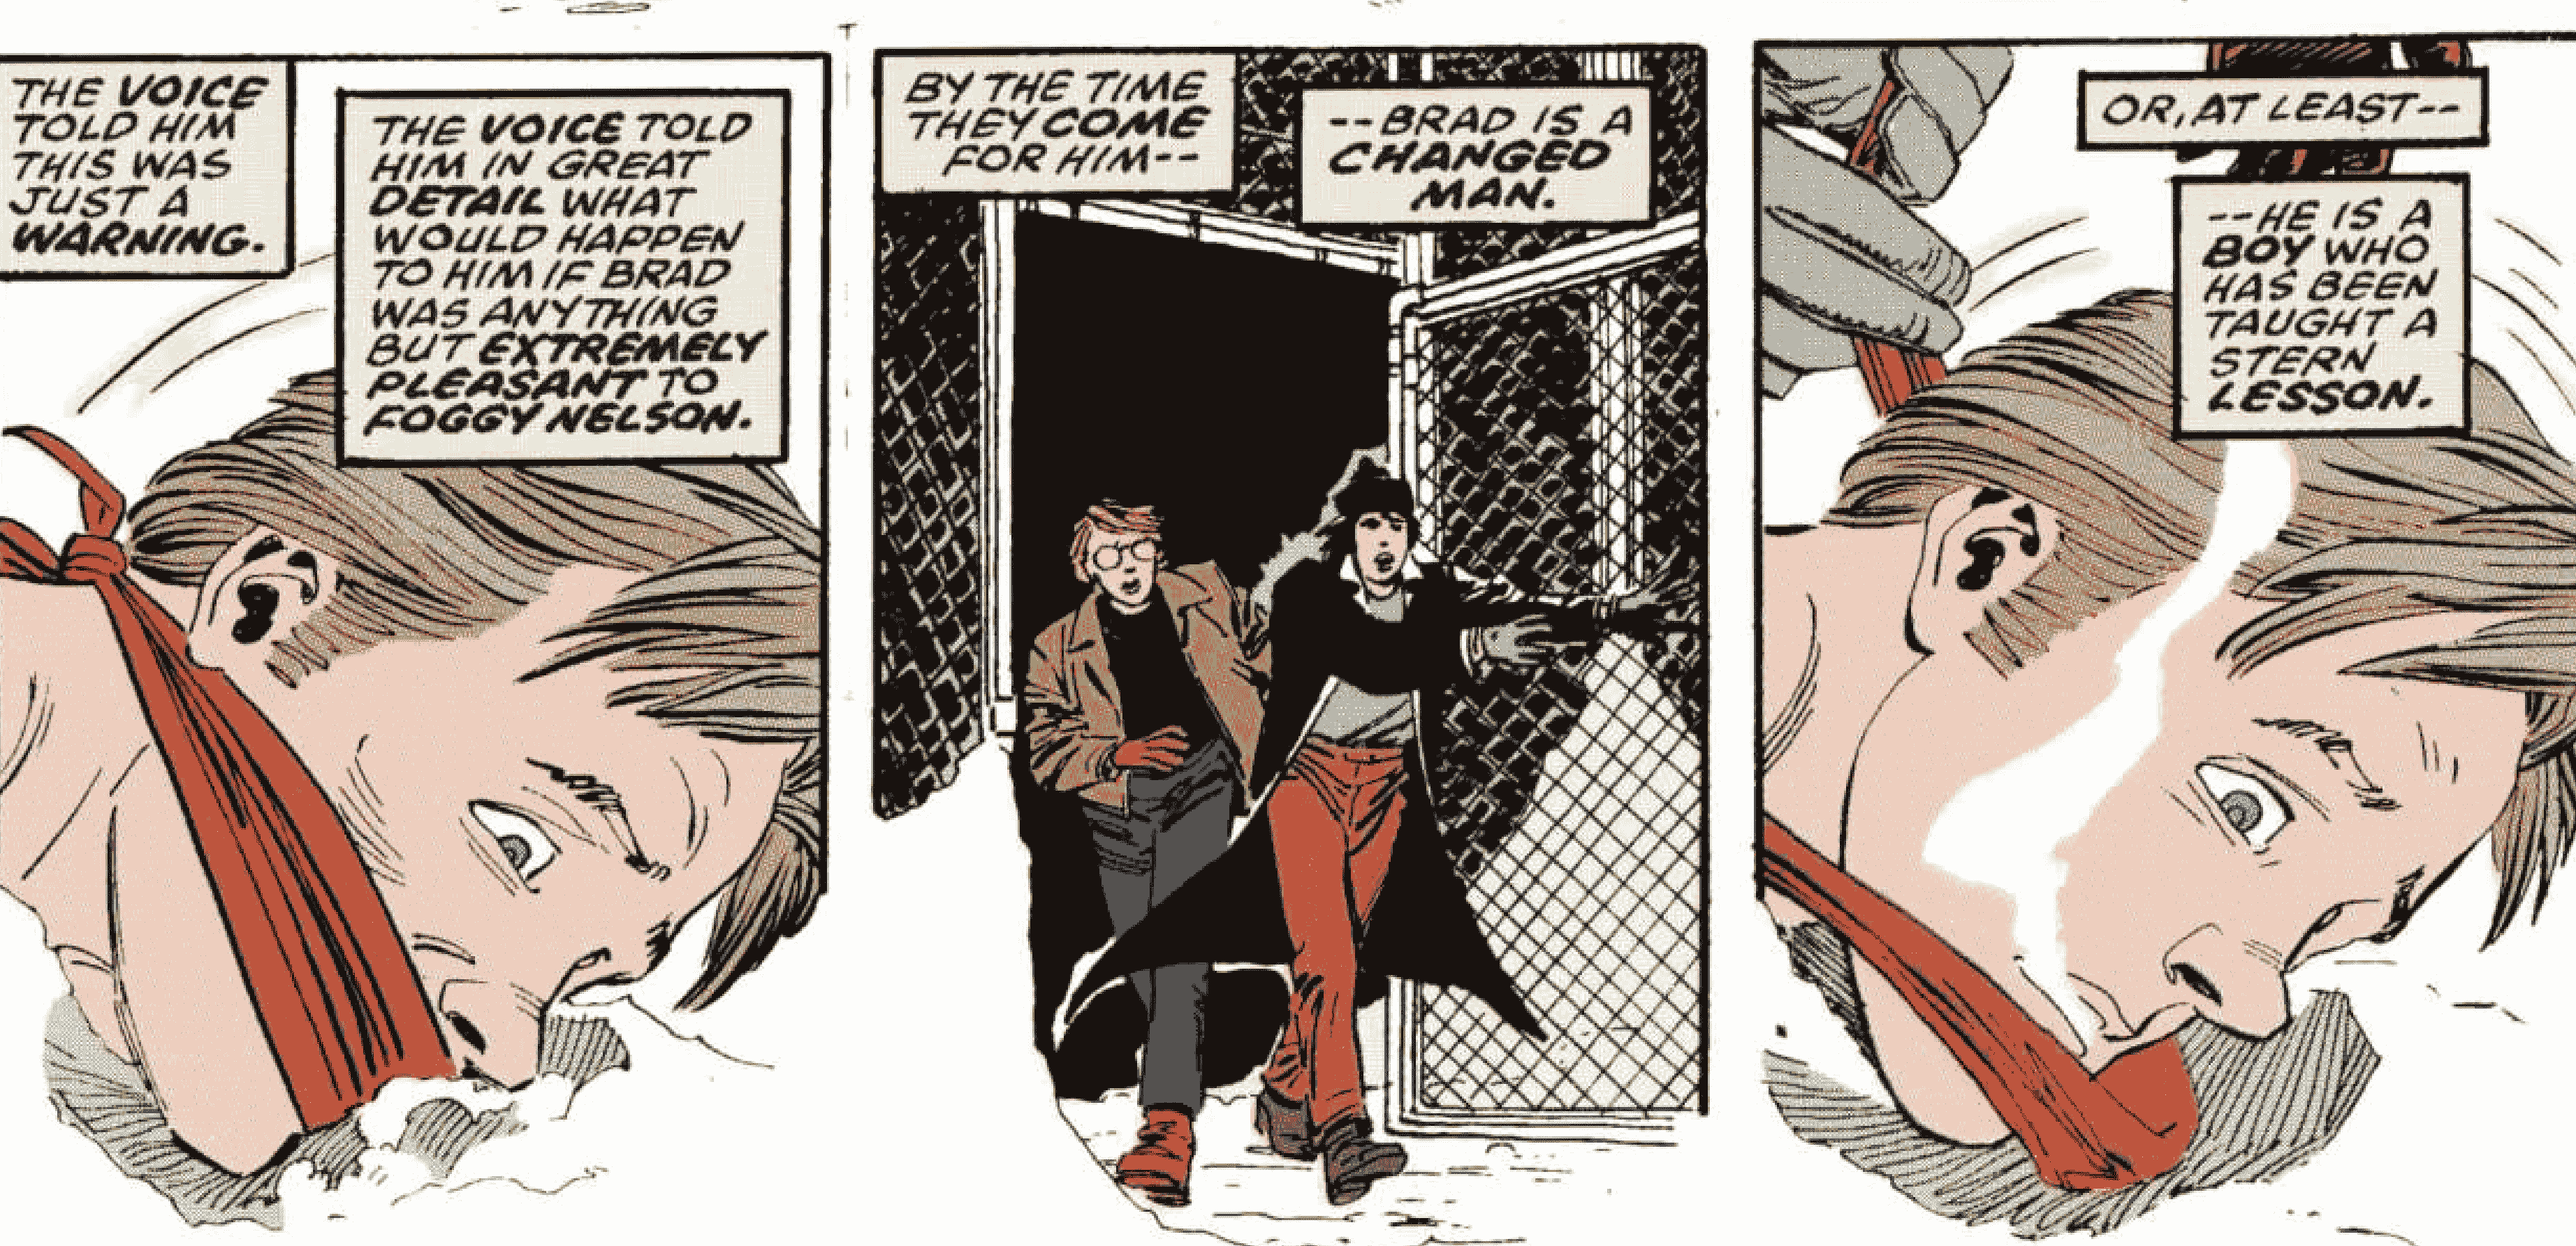 THE VOICE
TOLD HIM
THIS WAS
JUST A
WARNING.
THE VOICE TOLD
HIM IN GREAT
DETAIL WHAT
WOULD HAPPEN
TO HIM IF BRAD
WAS ANYTHING
BUT EXTREMELY
PLEASANT TO
FOGGY NELSON.
BY THE TIME
THEY COME
FOR HIM--
--BRAD IS A
CHANGED
MAN.
OR, AT LEAST--
--HE IS A
BOY WHO
HAS BEEN
TAUGHT A
STERN
LESSON.